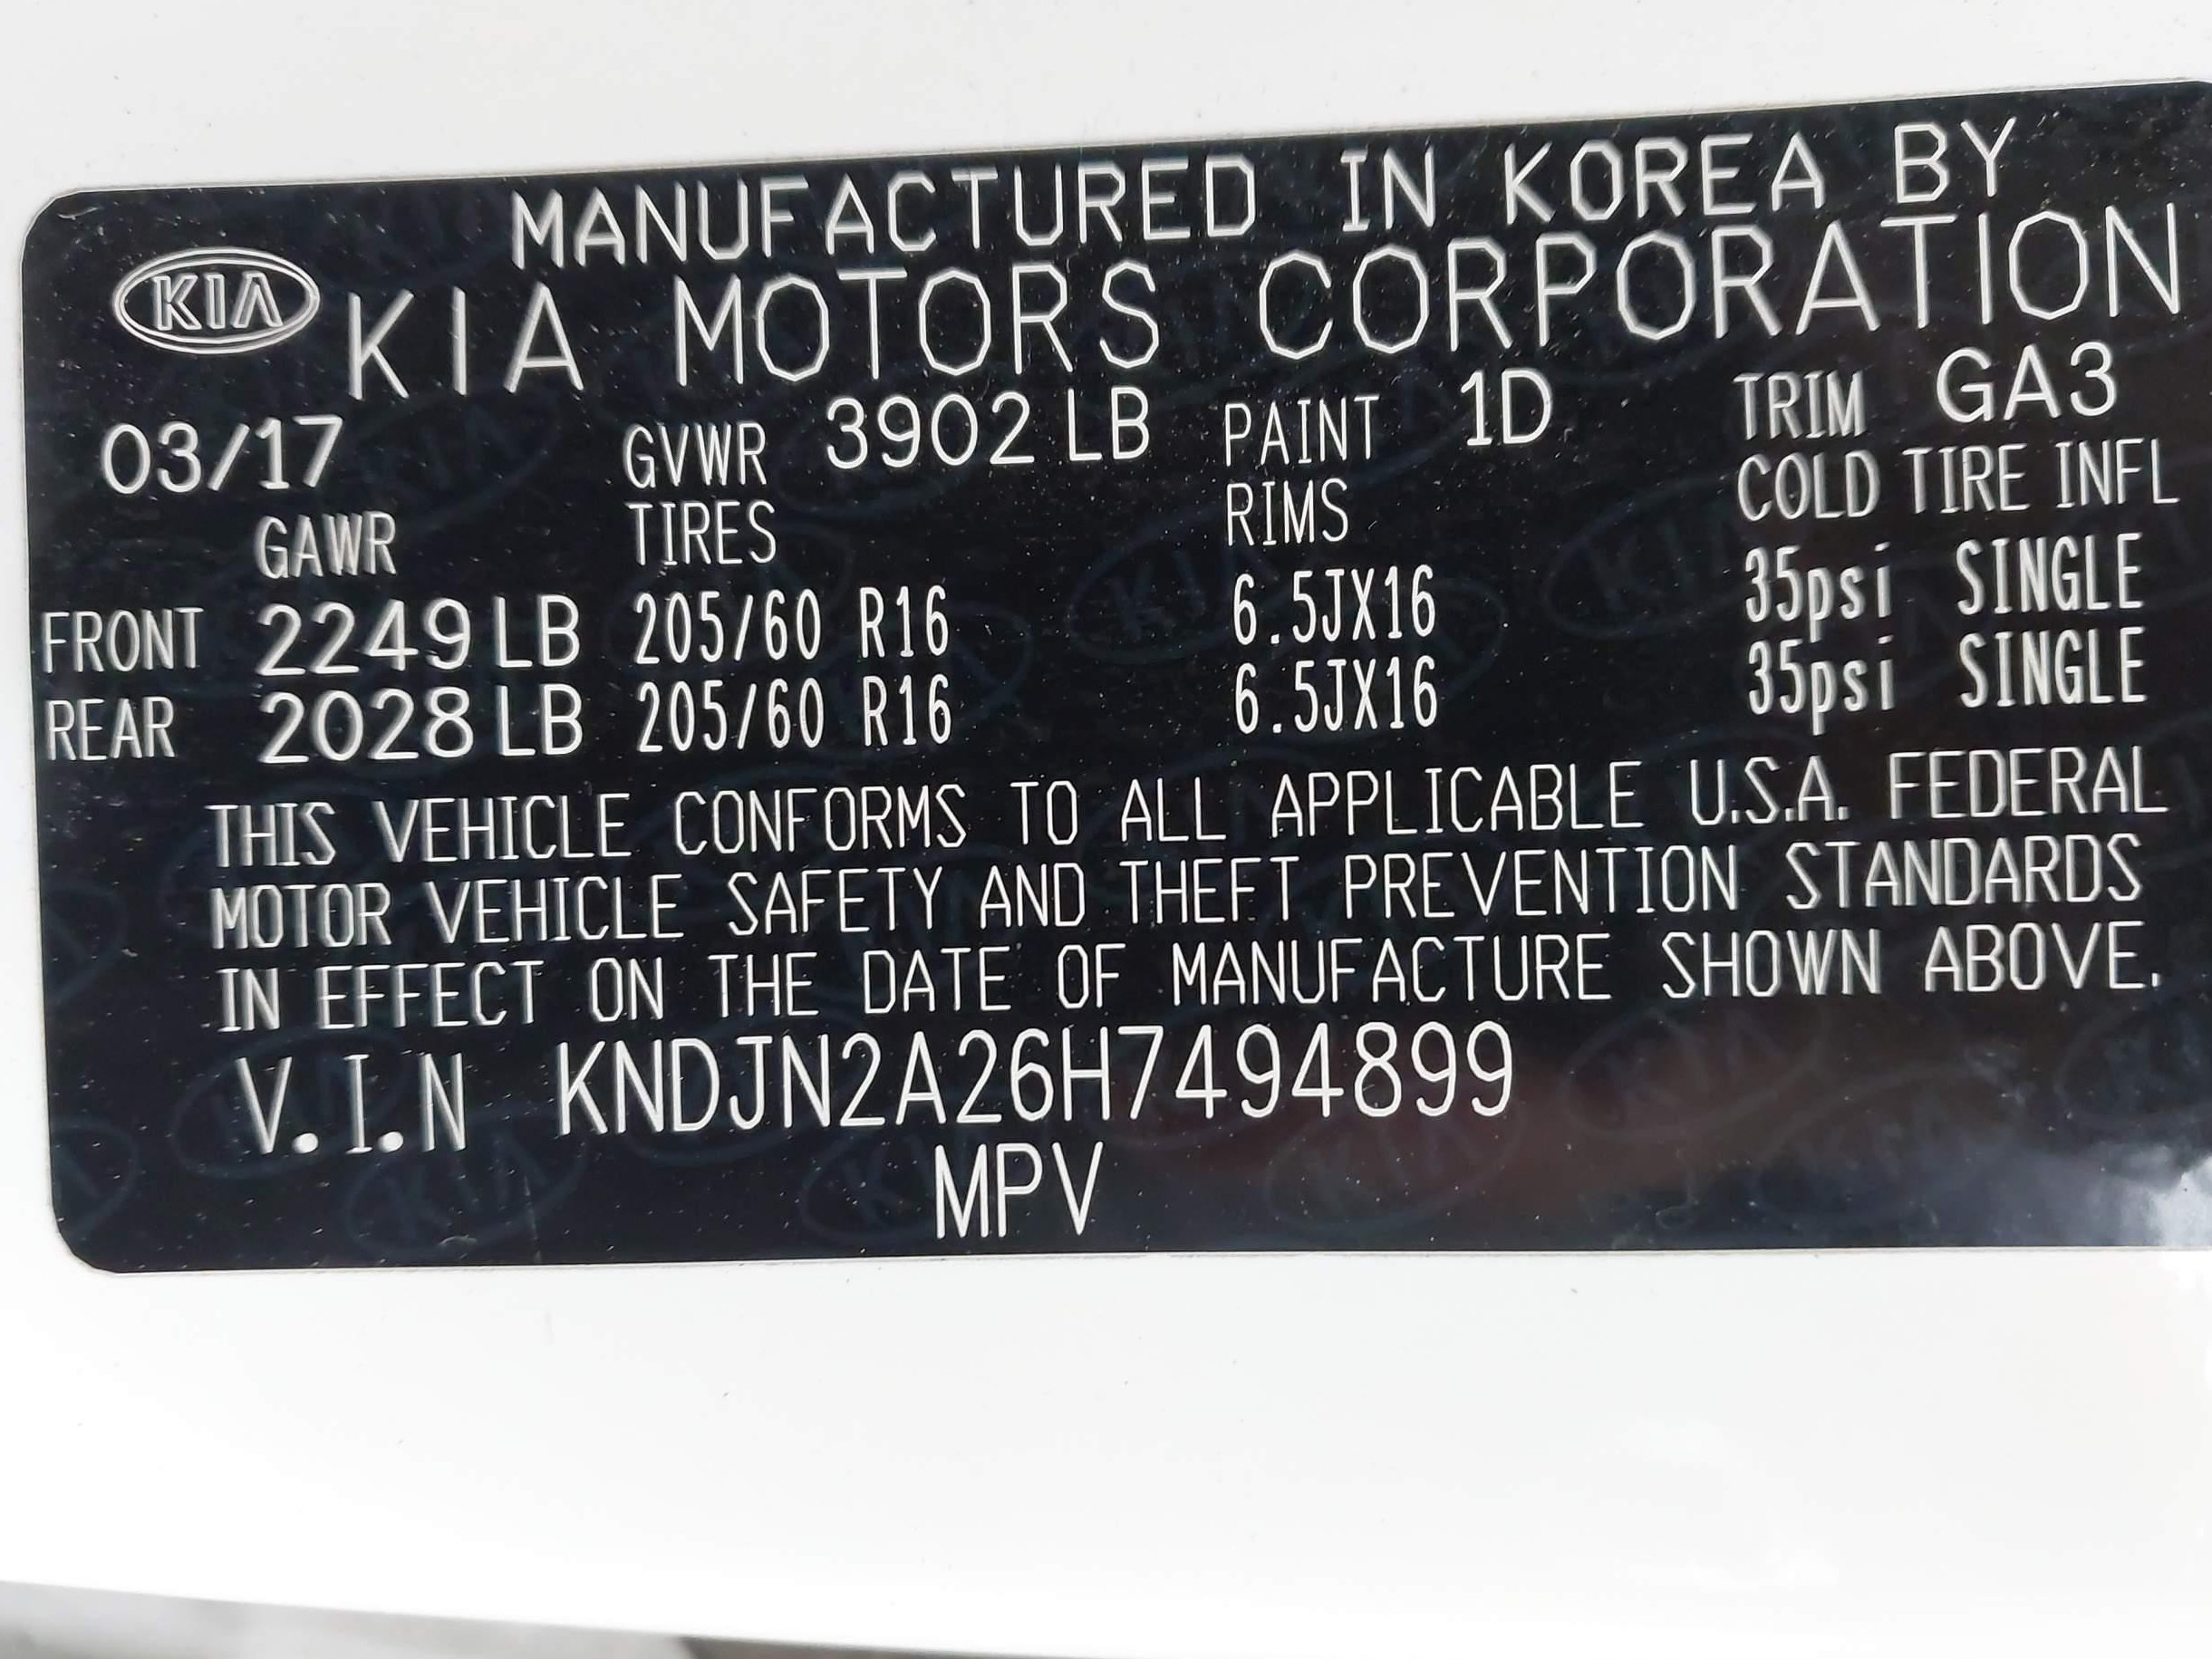 MANUFACTURED IN KOREA BY
KIA KIA MOTORS CORPORATION
03/17 GVWR 3902 LB PAINT 1D TRIM GA3
GAWR TIRES RIMS COLD TIRE INFL
FRONT 2249 LB 205/60 R16 6.5JX16 35psi SINGLE
REAR 2028 LB 205/60 R16 6.5JX16 35psi SINGLE
THIS VEHICLE CONFORMS TO ALL APPLICABLE U.S.A. FEDERAL
MOTOR VEHICLE SAFETY AND THEFT PREVENTION STANDARDS
IN EFFECT ON THE DATE OF MANUFACTURE SHOWN ABOVE.
V.I.N KNDJN2A26H7494899
MPV